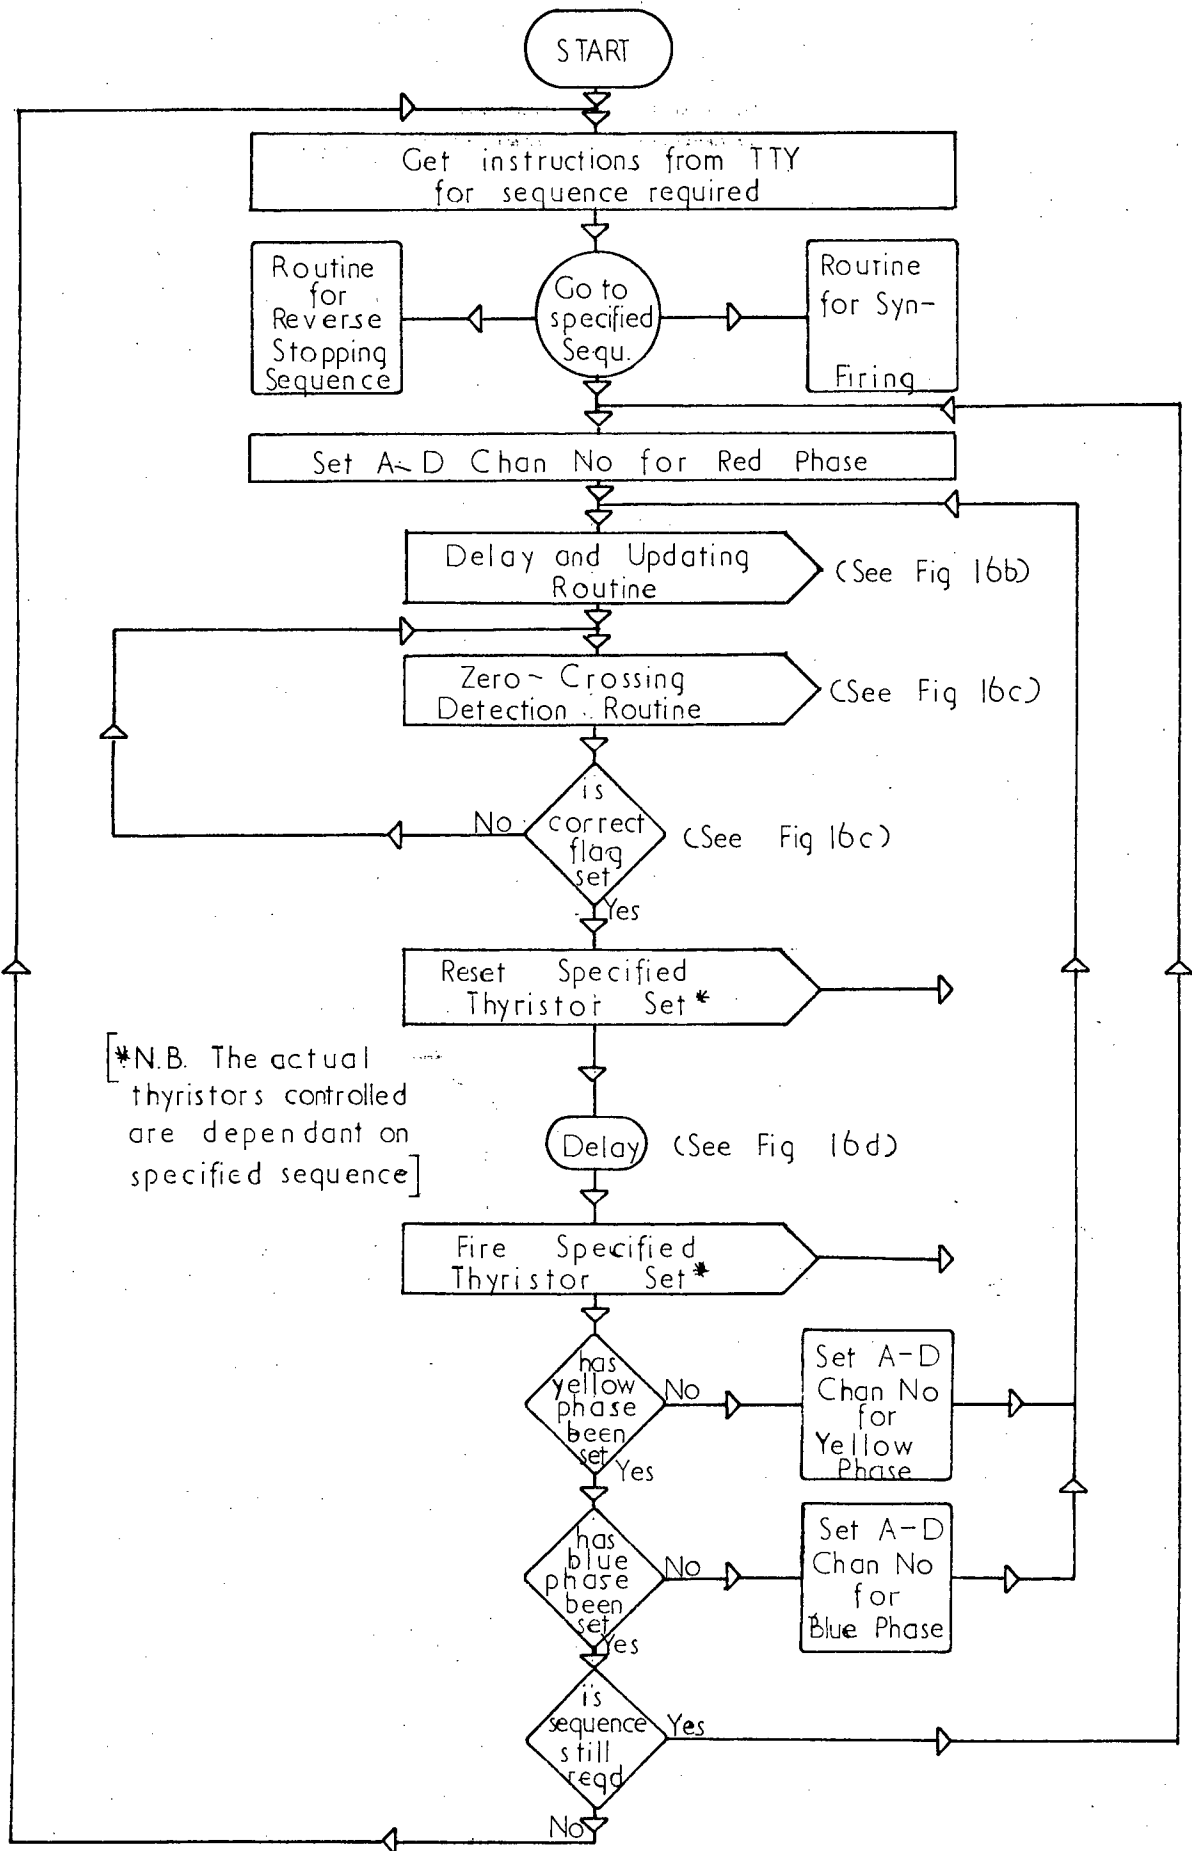 START
Get instructions from TTY
for sequence required
Routine
for
Reverse
Stopping
Sequence
Go to
specified
Sequ.
Routine
for Syn-
Firing
Set A-D Chan No for Red Phase
Delay and Updating
Routine
(See Fig 16b)
Zero-Crossing
Detection Routine
(See Fig 16c)
is
correct
flag
set
No
(See Fig 16c)
Yes
Reset Specified
Thyristor Set*
[*N.B. The actual
thyristors controlled
are dependant on
specified sequence]
Delay
(See Fig 16d)
Fire Specified
Thyristor Set*
has
yellow
phase
been
set
No
Yes
Set A-D
Chan No
for
Yellow
Phase
has
blue
phase
been
set
No
Yes
Set A-D
Chan No
for
Blue Phase
is
sequence
still
reqd
Yes
No